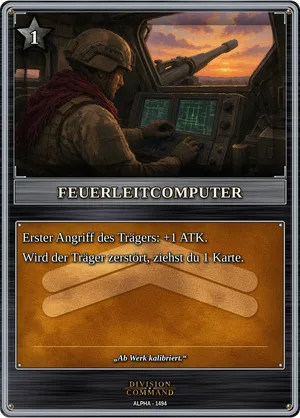 1
FEUERLEITCOMPUTER
Erster Angriff des Trägers: +1 ATK.
Wird der Träger zerstört, ziehst du 1 Karte.
„Ab Werk kalibriert.“
DIVISION
COMMAND
ALPHA - 1494